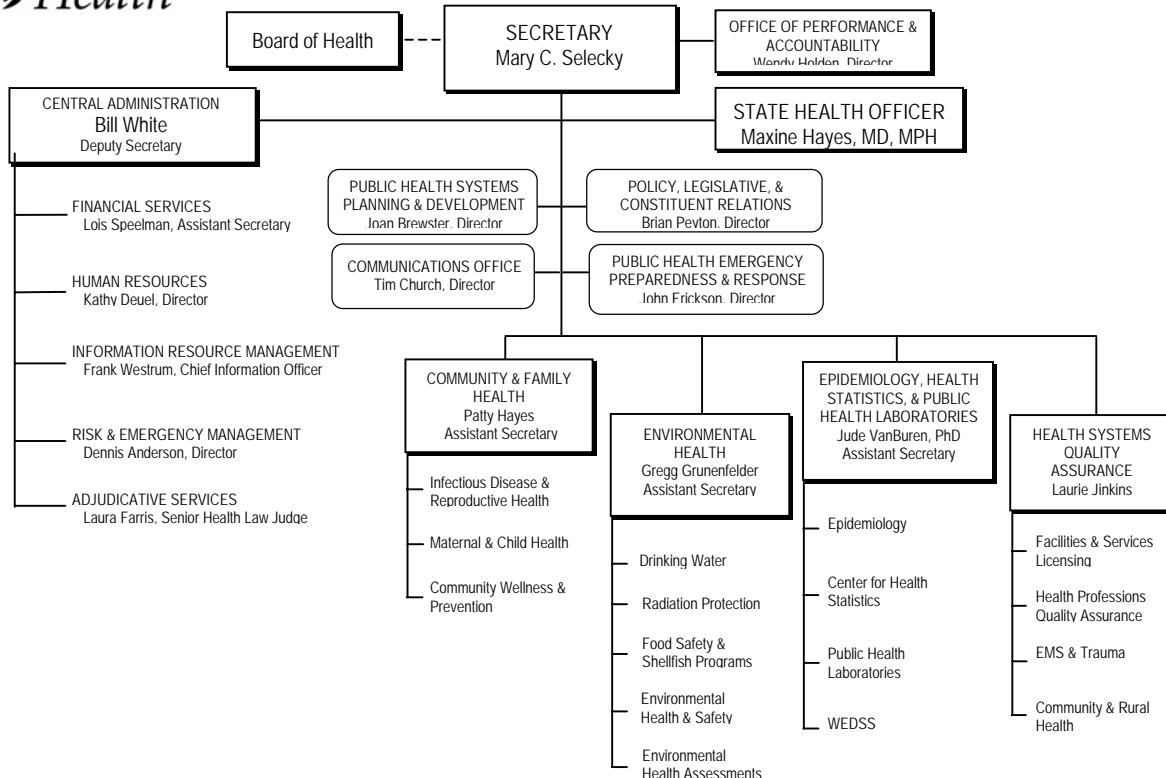 Health
Board of Health
SECRETARY
Mary C. Selecky
OFFICE OF PERFORMANCE &
ACCOUNTABILITY
Wendy Holden, Director
CENTRAL ADMINISTRATION
Bill White
Deputy Secretary
STATE HEALTH OFFICER
Maxine Hayes, MD, MPH
PUBLIC HEALTH SYSTEMS
PLANNING & DEVELOPMENT
Joan Brewster, Director
POLICY, LEGISLATIVE, &
CONSTITUENT RELATIONS
Brian Peyton, Director
COMMUNICATIONS OFFICE
Tim Church, Director
PUBLIC HEALTH EMERGENCY
PREPAREDNESS & RESPONSE
John Erickson, Director
FINANCIAL SERVICES
Lois Speelman, Assistant Secretary
HUMAN RESOURCES
Kathy Deuel, Director
INFORMATION RESOURCE MANAGEMENT
Frank Westrum, Chief Information Officer
RISK & EMERGENCY MANAGEMENT
Dennis Anderson, Director
ADJUDICATIVE SERVICES
Laura Farris, Senior Health Law Judge
COMMUNITY & FAMILY
HEALTH
Patty Hayes
Assistant Secretary
Infectious Disease &
Reproductive Health
Maternal & Child Health
Community Wellness &
Prevention
ENVIRONMENTAL
HEALTH
Gregg Grunenfelder
Assistant Secretary
Drinking Water
Radiation Protection
Food Safety &
Shellfish Programs
Environmental
Health & Safety
Environmental
Health Assessments
EPIDEMIOLOGY, HEALTH
STATISTICS, & PUBLIC
HEALTH LABORATORIES
Jude VanBuren, PhD
Assistant Secretary
Epidemiology
Center for Health
Statistics
Public Health
Laboratories
WEDSS
HEALTH SYSTEMS
QUALITY
ASSURANCE
Laurie Jinkins
Facilities & Services
Licensing
Health Professions
Quality Assurance
EMS & Trauma
Community & Rural
Health